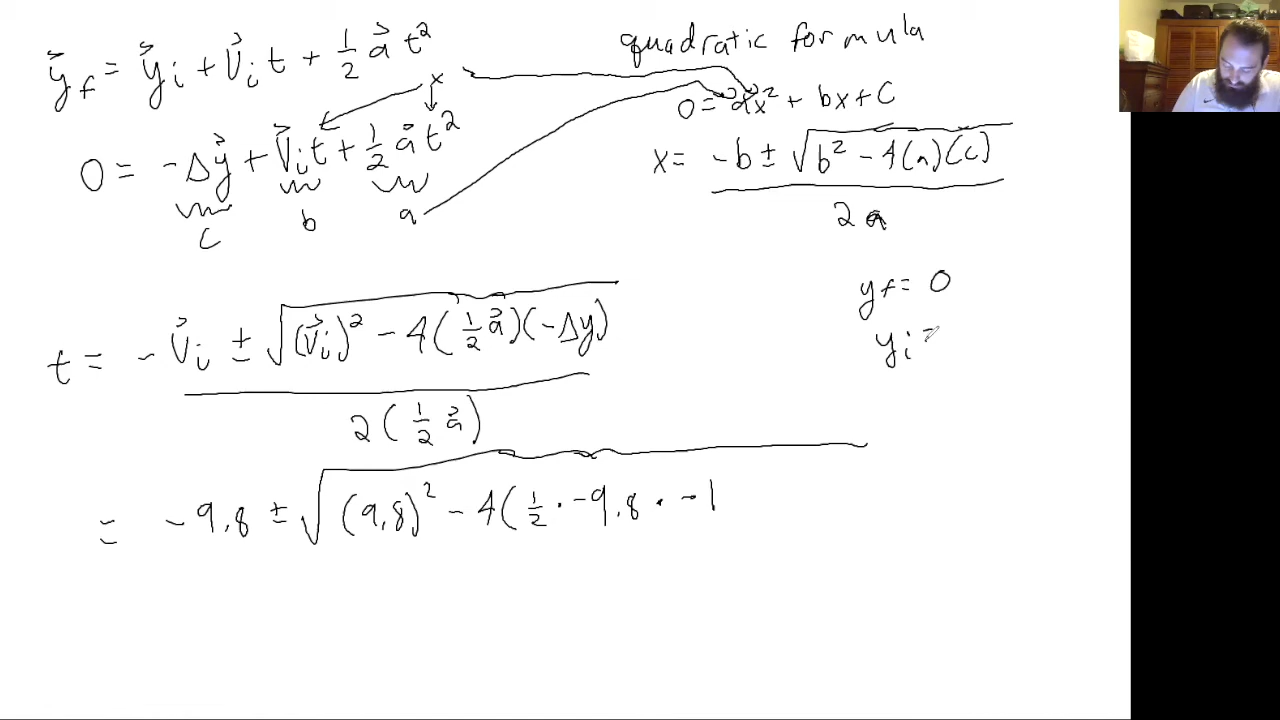 y⃗f = y⃗i + V⃗i t + 1/2 a⃗ t²
quadratic formula
x
0 = ax² + bx + C
0 = -Δy⃗ + V⃗i t + 1/2 a⃗ t²
x = (-b ± √(b² - 4(a)(c))) / 2a
C b a
yf = 0
yi =
t = (-V⃗i ± √((V⃗i)² - 4(1/2 a⃗)(-Δy))) / 2(1/2 a⃗)
= -9.8 ± √((9.8)² - 4(1/2 · -9.8 · -1